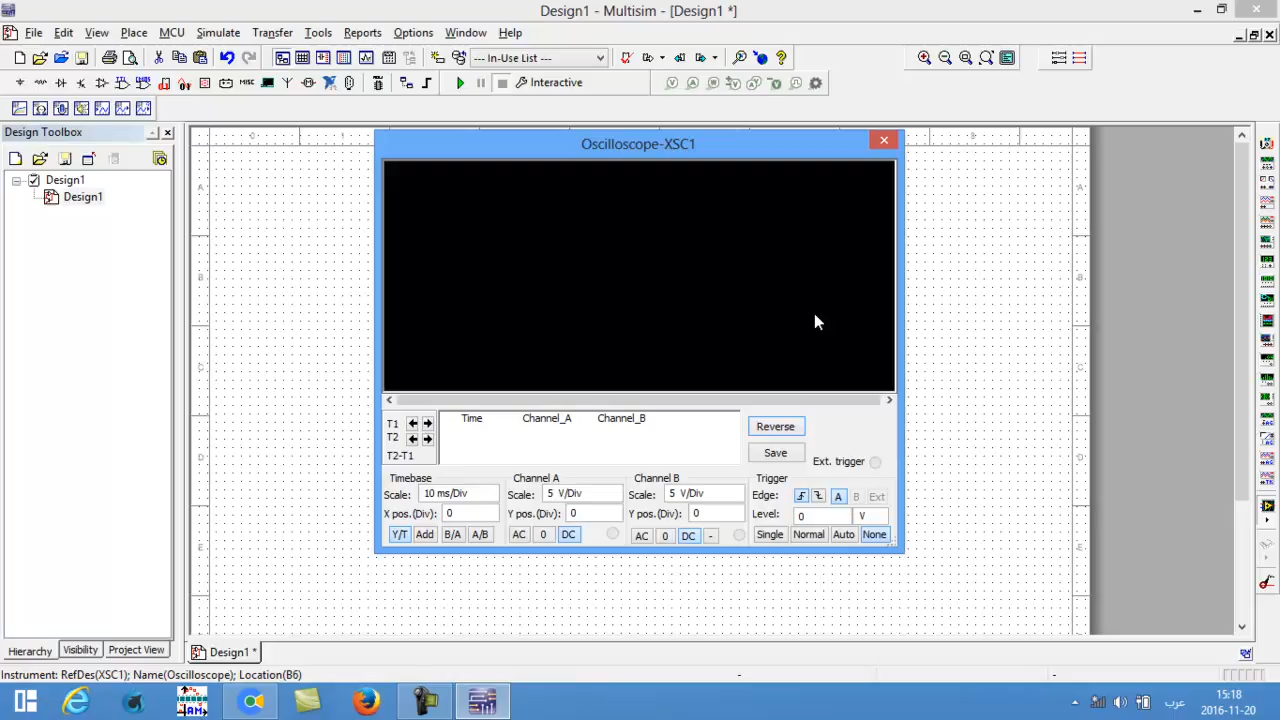 Design1 - Multisim - [Design1 *]
File Edit View Place MCU Simulate Transfer Tools Reports Options Window Help
--- In-Use List ---
Interactive
Design Toolbox
Design1
Design1
Oscilloscope-XSC1
Time Channel_A Channel_B
T1
T2
T2-T1
Reverse
Save
Ext. trigger
Timebase
Scale: 10 ms/Div
X pos.(Div): 0
Y/T Add B/A A/B
Channel A
Scale: 5 V/Div
Y pos.(Div): 0
AC 0 DC
Channel B
Scale: 5 V/Div
Y pos.(Div): 0
AC 0 DC -
Trigger
Edge: A B Ext
Level: 0 V
Single Normal Auto None
A
B
C
D
E
A
B
C
D
E
Hierarchy Visibility Project View
Design1 *
Instrument: RefDes(XSC1); Name(Oscilloscope); Location(B6)
عرب
15:18
2016-11-20